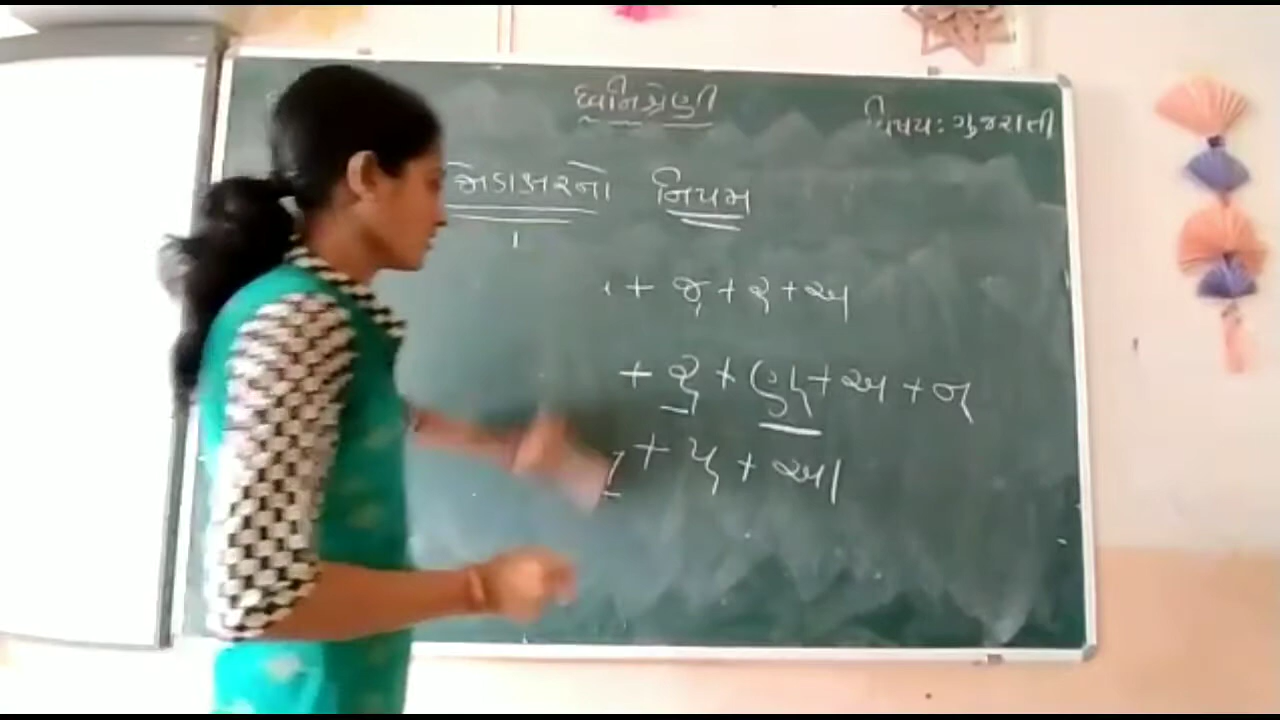 ધ્વનિશ્રેણી
વિષય: ગુજરાતી
જોડાક્ષરનો નિયમ
+ જ્ + ર + અ
+ ર્ + ણ્ + અ + ન્
+ ય્ + આ